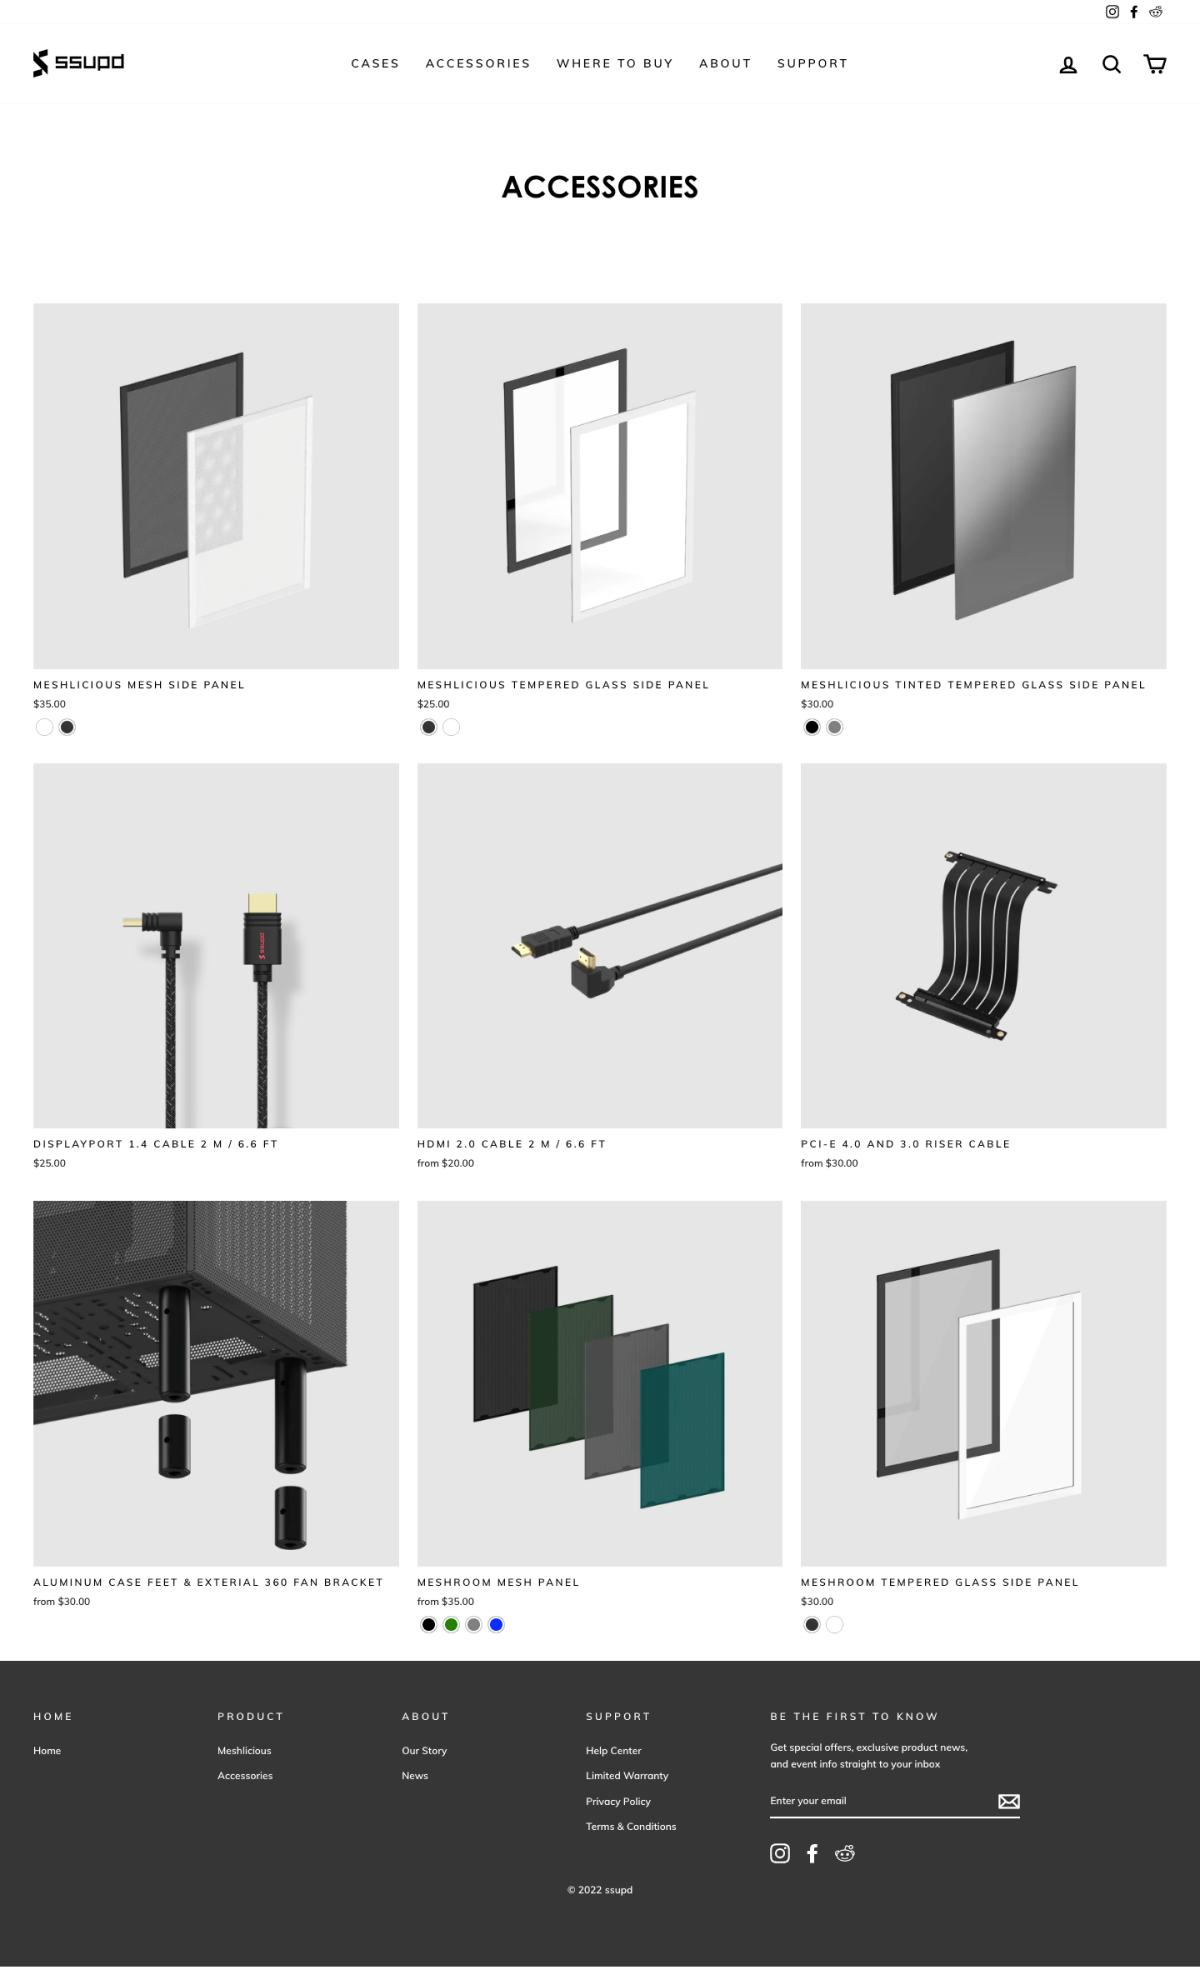 ssupd
CASES ACCESSORIES WHERE TO BUY ABOUT SUPPORT
ACCESSORIES
MESHLICIOUS MESH SIDE PANEL
$35.00
MESHLICIOUS TEMPERED GLASS SIDE PANEL
$25.00
MESHLICIOUS TINTED TEMPERED GLASS SIDE PANEL
$30.00
ssupd
DISPLAYPORT 1.4 CABLE 2 M / 6.6 FT
$25.00
HDMI 2.0 CABLE 2 M / 6.6 FT
from $20.00
PCI-E 4.0 AND 3.0 RISER CABLE
from $30.00
ALUMINUM CASE FEET & EXTERIAL 360 FAN BRACKET
from $30.00
MESHROOM MESH PANEL
from $35.00
MESHROOM TEMPERED GLASS SIDE PANEL
$30.00
HOME
Home
PRODUCT
Meshlicious
Accessories
ABOUT
Our Story
News
SUPPORT
Help Center
Limited Warranty
Privacy Policy
Terms & Conditions
BE THE FIRST TO KNOW
Get special offers, exclusive product news,
and event info straight to your inbox
Enter your email
© 2022 ssupd